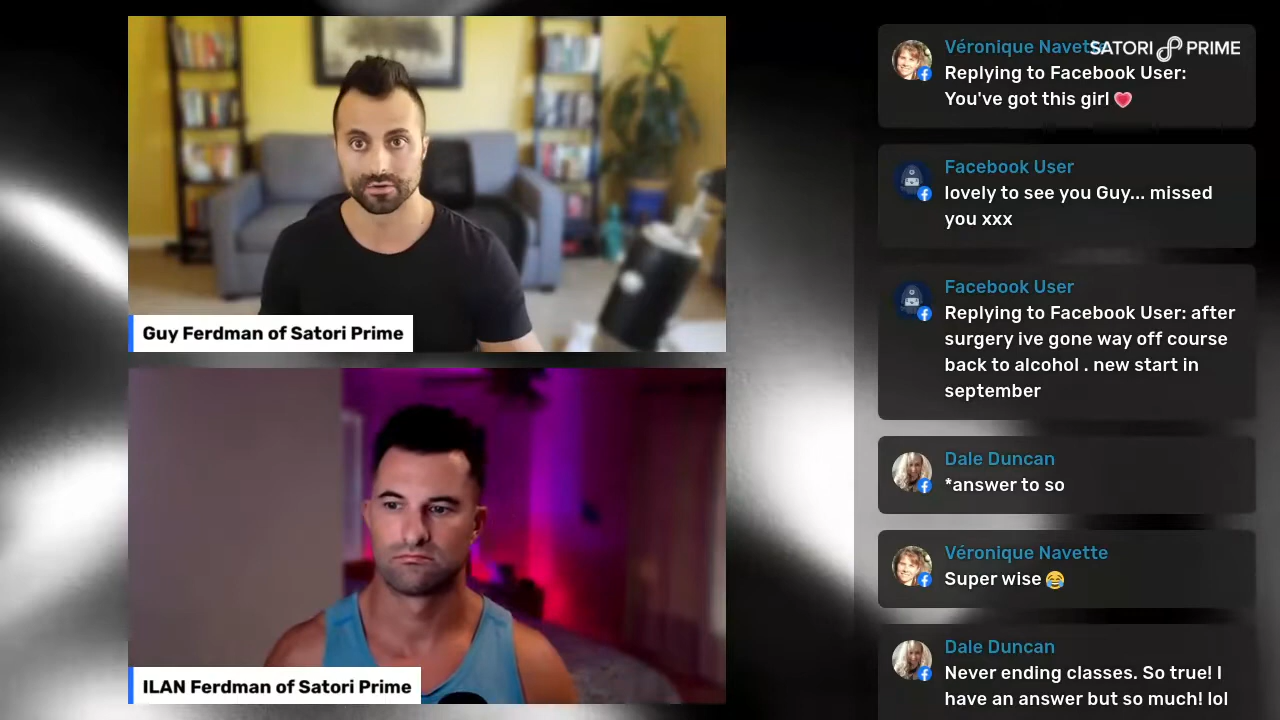 Guy Ferdman of Satori Prime
ILAN Ferdman of Satori Prime
SATORI PRIME
Véronique Navette
Replying to Facebook User:
You've got this girl ❤️
Facebook User
lovely to see you Guy... missed
you xxx
Facebook User
Replying to Facebook User: after
surgery ive gone way off course
back to alcohol . new start in
september
Dale Duncan
*answer to so
Véronique Navette
Super wise 😂
Dale Duncan
Never ending classes. So true! I
have an answer but so much! lol